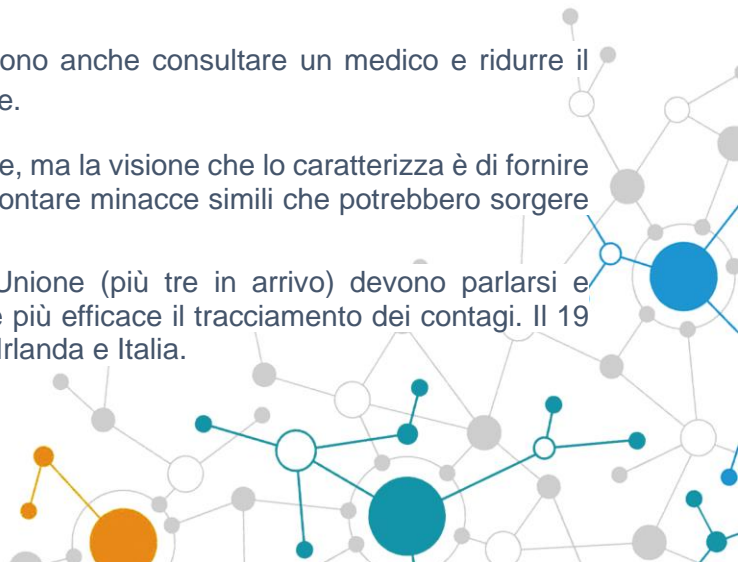 ono anche consultare un medico e ridurre il
e.
e, ma la visione che lo caratterizza è di fornire
ontare minacce simili che potrebbero sorgere
Unione (più tre in arrivo) devono parlarsi e
e più efficace il tracciamento dei contagi. Il 19
Irlanda e Italia.